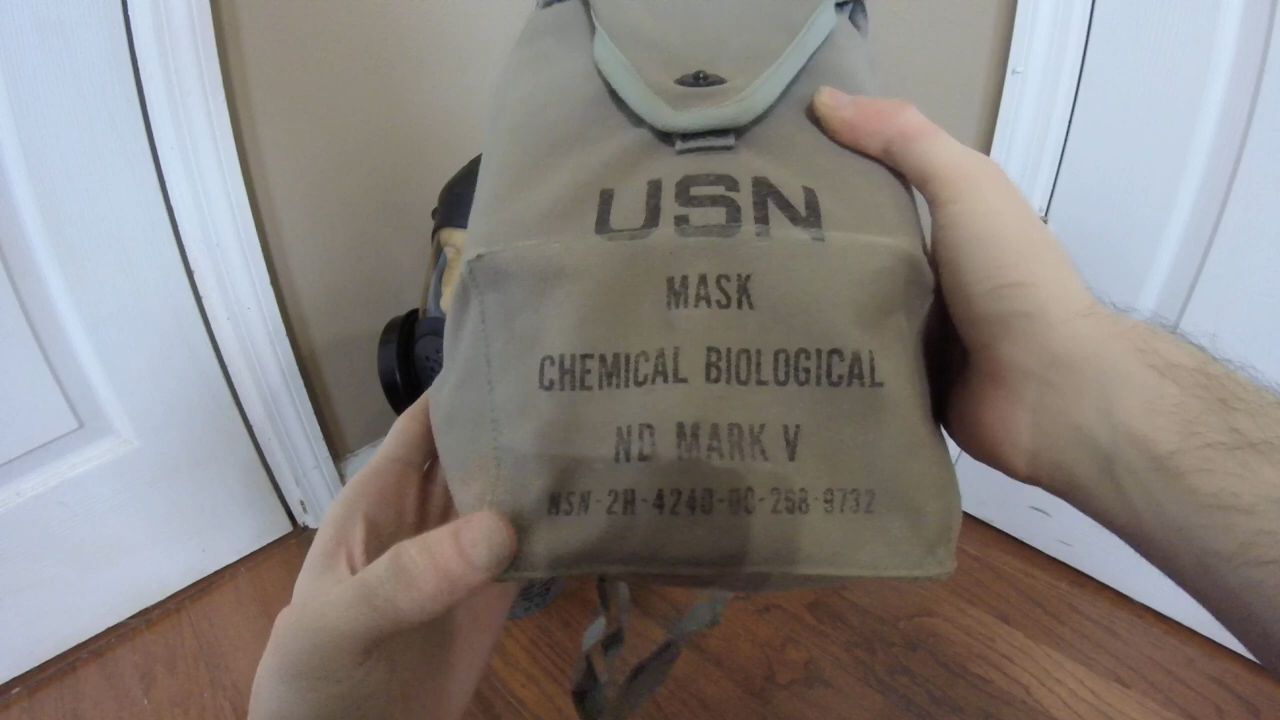 USN
MASK
CHEMICAL BIOLOGICAL
ND MARK V
NSN-2H-4240-00-268-9732